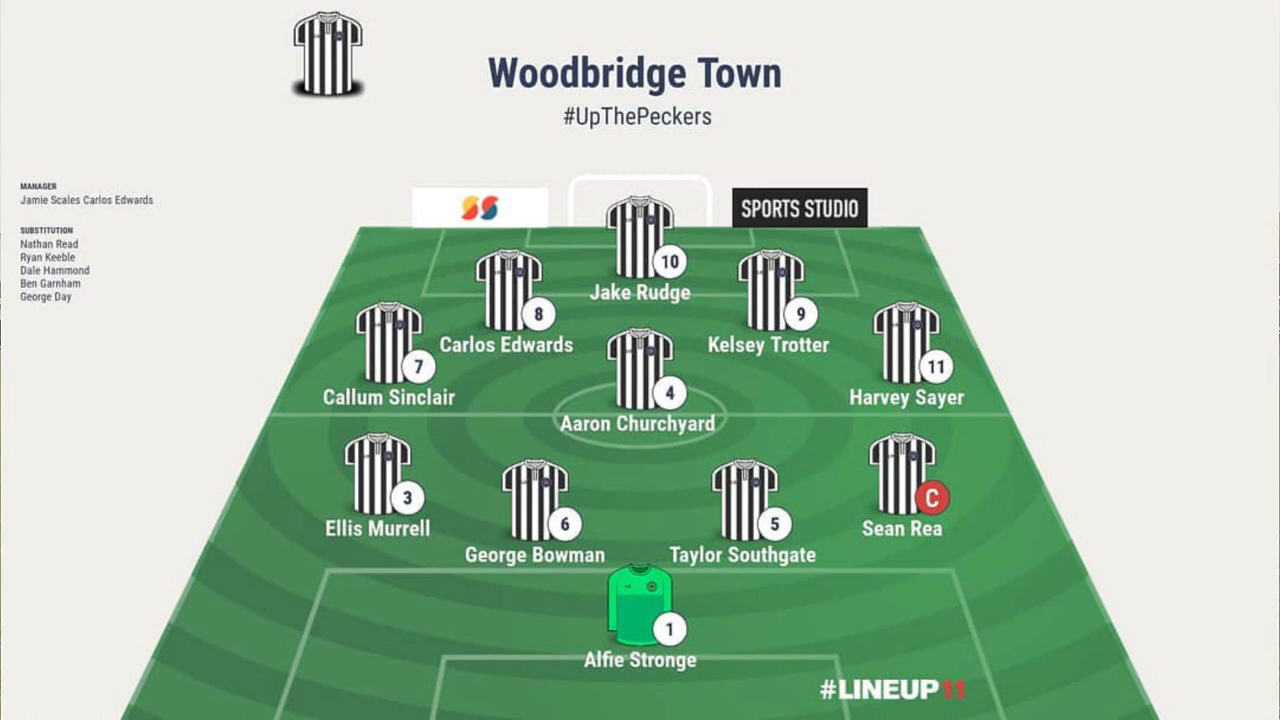 Woodbridge Town
#UpThePeckers
MANAGER
Jamie Scales Carlos Edwards
SUBSTITUTION
Nathan Read
Ryan Keeble
Dale Hammond
Ben Garnham
George Day
SS
SPORTS STUDIO
10
Jake Rudge
8
Carlos Edwards
9
Kelsey Trotter
7
Callum Sinclair
4
Aaron Churchyard
11
Harvey Sayer
3
Ellis Murrell
6
George Bowman
5
Taylor Southgate
C
Sean Rea
1
Alfie Stronge
#LINEUP11